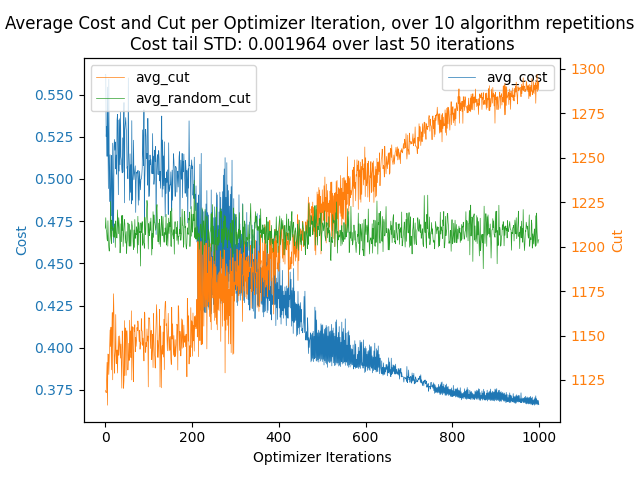 Average Cost and Cut per Optimizer Iteration, over 10 algorithm repetitions
Cost tail STD: 0.001964 over last 50 iterations
avg_cut
avg_random_cut
avg_cost
0.550
0.525
0.500
0.475
0.450
0.425
0.400
0.375
Cost
1300
1275
1250
1225
1200
1175
1150
1125
Cut
0
200
400
600
800
1000
Optimizer Iterations